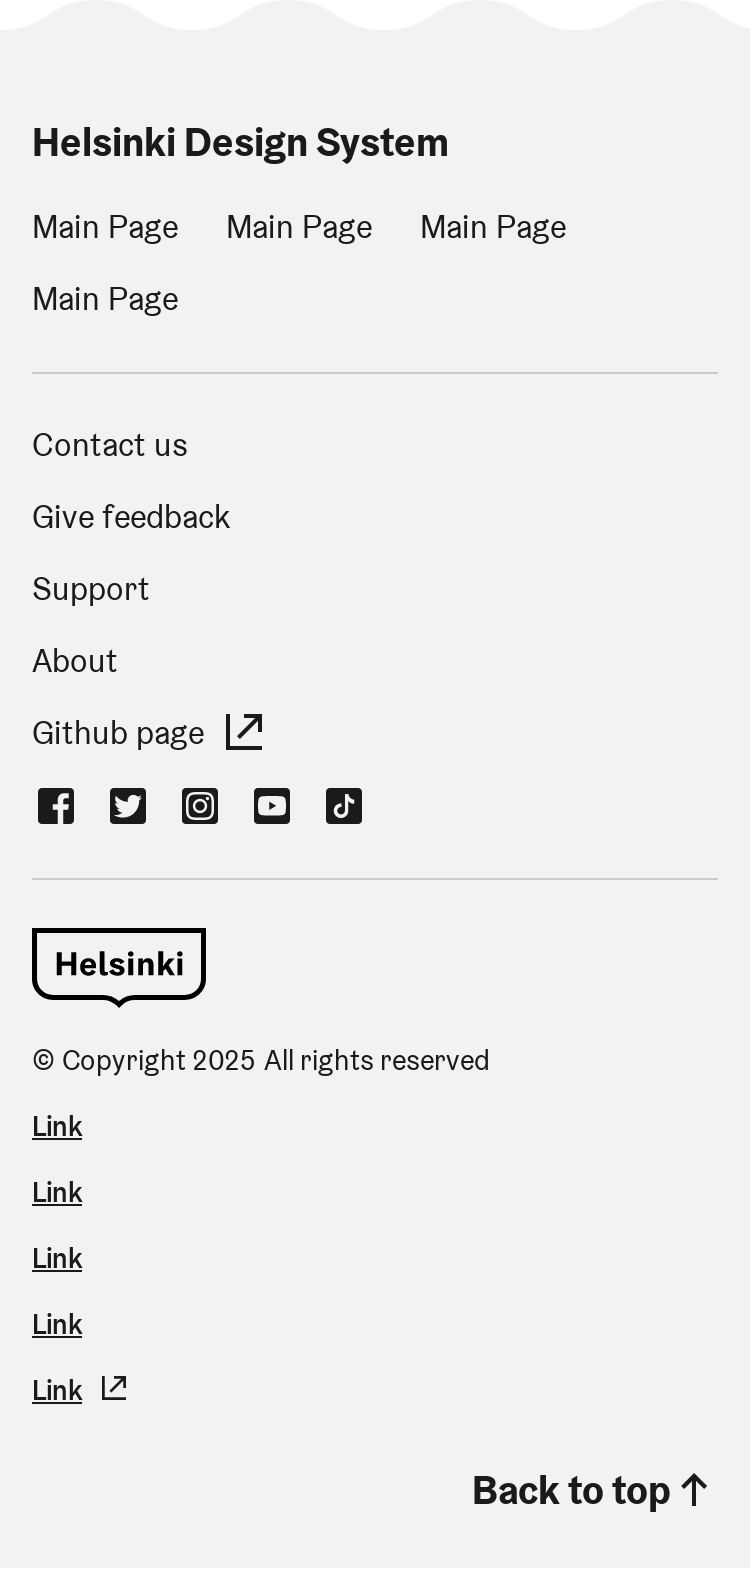 Helsinki Design System
Main Page Main Page Main Page
Main Page
Contact us
Give feedback
Support
About
Github page
Helsinki
© Copyright 2025 All rights reserved
Link
Link
Link
Link
Link
Back to top